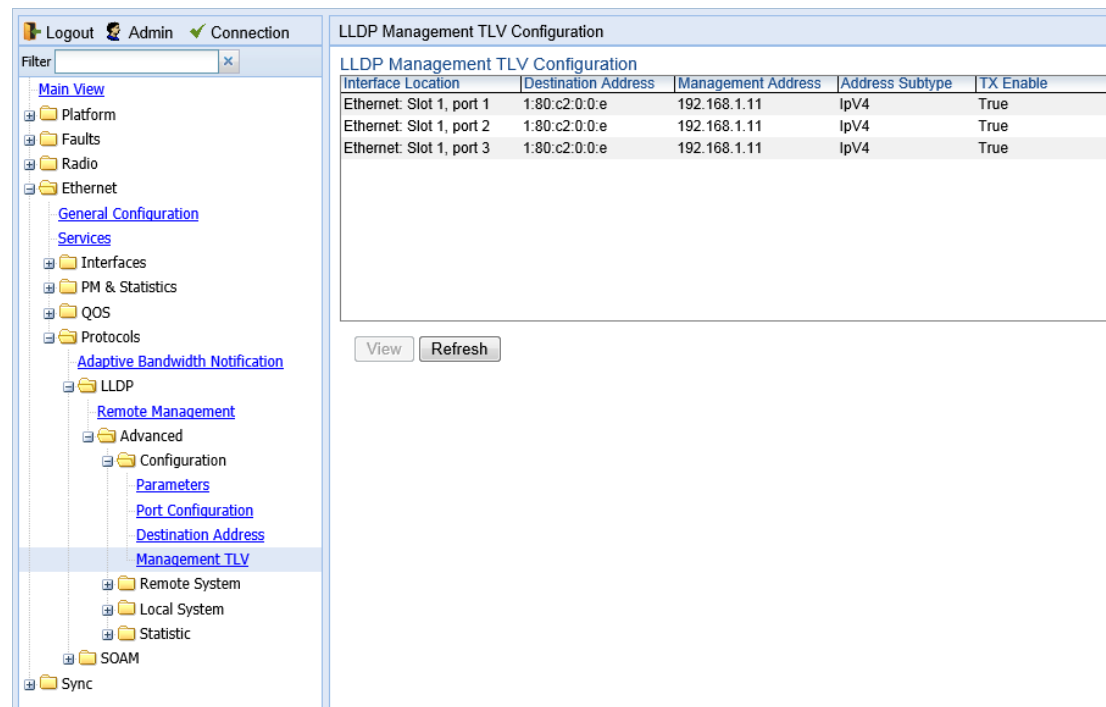 Logout Admin Connection
Filter
Main View
Platform
Faults
Radio
Ethernet
General Configuration
Services
Interfaces
PM & Statistics
QOS
Protocols
Adaptive Bandwidth Notification
LLDP
Remote Management
Advanced
Configuration
Parameters
Port Configuration
Destination Address
Management TLV
Remote System
Local System
Statistic
SOAM
Sync
LLDP Management TLV Configuration
LLDP Management TLV Configuration
Interface Location Destination Address Management Address Address Subtype TX Enable
Ethernet: Slot 1, port 1 1:80:c2:0:0:e 192.168.1.11 IpV4 True
Ethernet: Slot 1, port 2 1:80:c2:0:0:e 192.168.1.11 IpV4 True
Ethernet: Slot 1, port 3 1:80:c2:0:0:e 192.168.1.11 IpV4 True
View Refresh